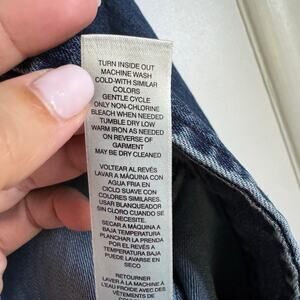 TURN INSIDE OUT
MACHINE WASH
COLD-WITH SIMILAR
COLORS
GENTLE CYCLE
ONLY NON-CHLORINE
BLEACH WHEN NEEDED
TUMBLE DRY LOW
WARM IRON AS NEEDED
ON REVERSE OF
GARMENT
MAY BE DRY CLEANED
VOLTEAR AL REVÉS
LAVAR A MÁQUINA CON
AGUA FRIA EN
CICLO SUAVE CON
COLORES SIMILARES.
USAR BLANQUEADOR
SIN CLORO CUANDO SE
NECESITE.
SECAR A MÁQUINA A
BAJA TEMPERATURA
PLANCHAR LA PRENDA
POR EL REVÉS A
BAJA TEMPERATURA
PUEDE LAVARSE EN
SECO
RETOURNER
LAVER À LA MACHINE À
L'EAU FROIDE AVEC DES
VÊTEMENTS DE